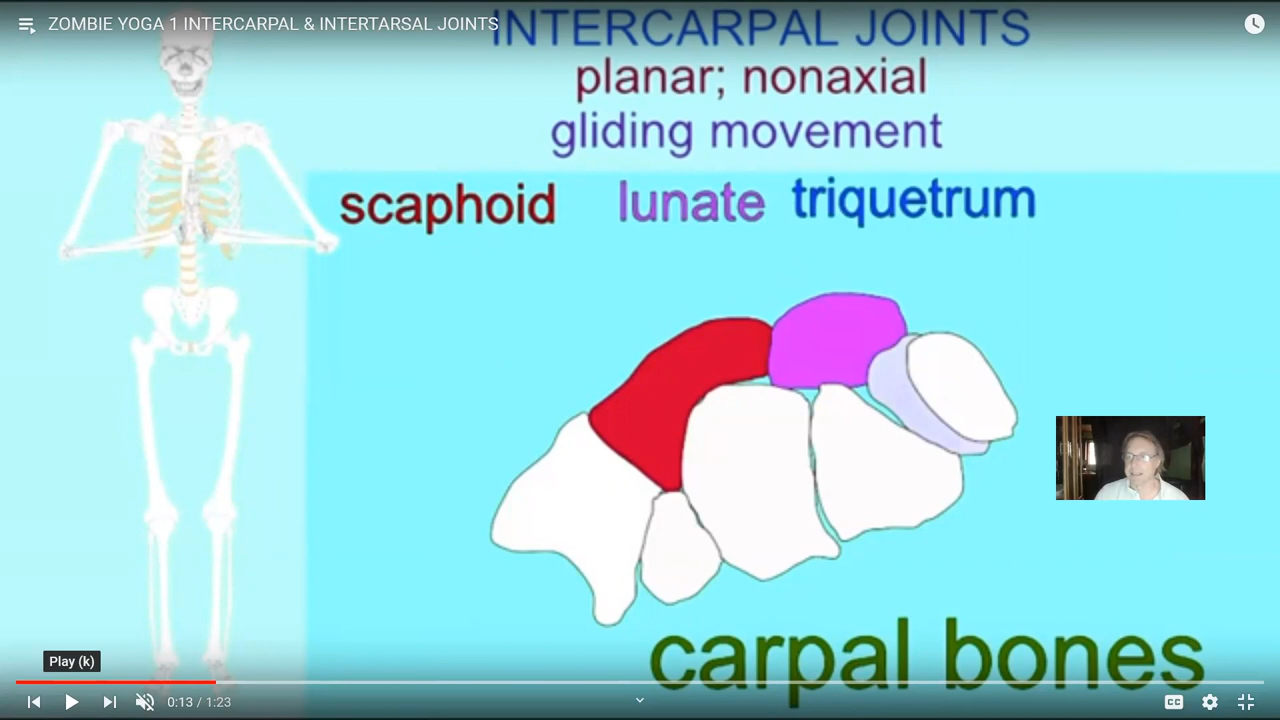 ZOMBIE YOGA 1 INTERCARPAL & INTERTARSAL JOINTS
INTERCARPAL JOINTS
planar; nonaxial
gliding movement
scaphoid lunate triquetrum
carpal bones
Play (k)
0:13 / 1:23
CC